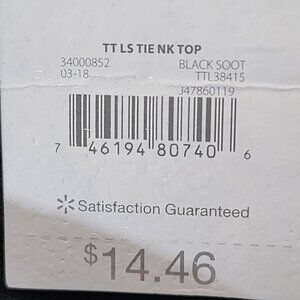 TT LS TIE NK TOP
34000852 BLACK SOOT
03-18 TTL38415
J47860119
7 46194 80740 6
Satisfaction Guaranteed
$14.46